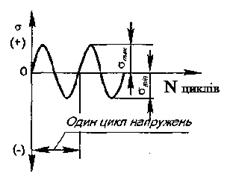 σ
(+)
σmax
0
σmin
N циклів
Один цикл напружень
(-)